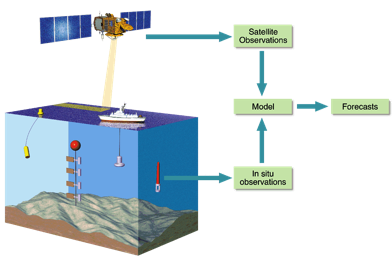 Satellite
Observations
Model
Forecasts
In situ
observations